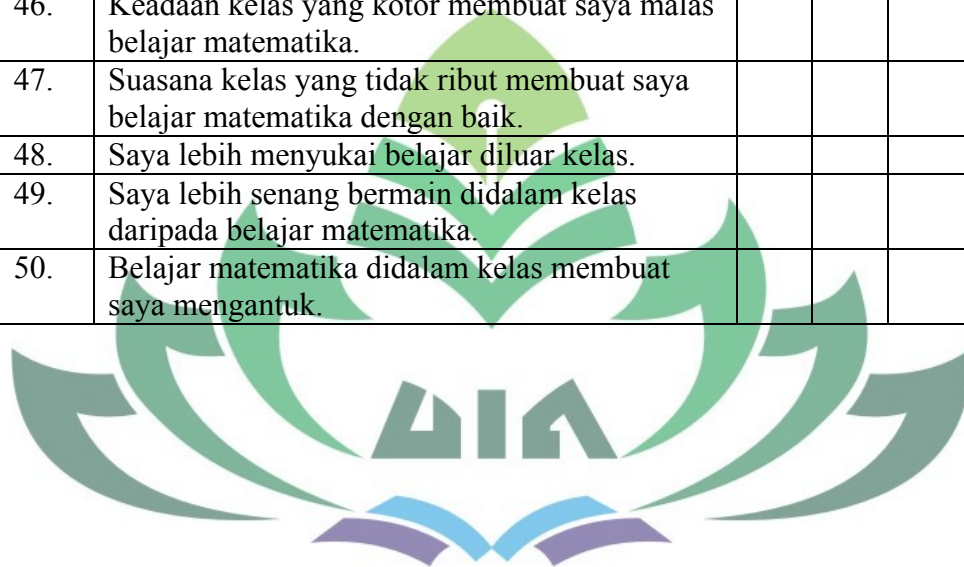 46. Keadaan kelas yang kotor membuat saya malas
belajar matematika.
47. Suasana kelas yang tidak ribut membuat saya
belajar matematika dengan baik.
48. Saya lebih menyukai belajar diluar kelas.
49. Saya lebih senang bermain didalam kelas
daripada belajar matematika.
50. Belajar matematika didalam kelas membuat
saya mengantuk.
UIN